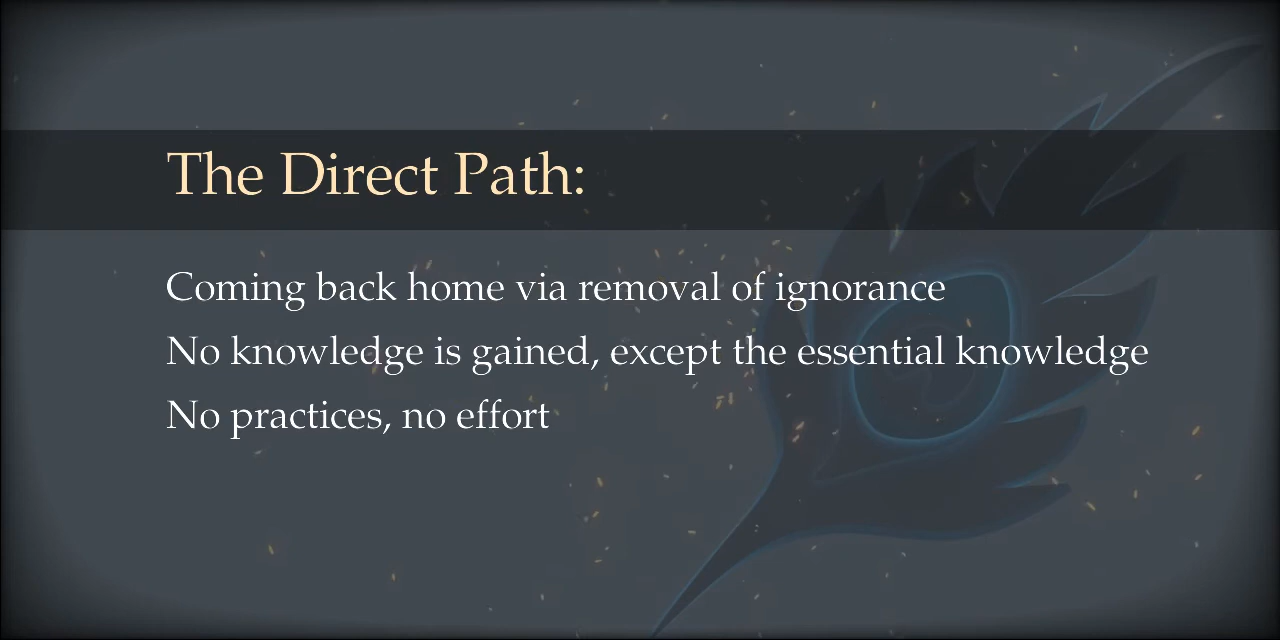 The Direct Path:
Coming back home via removal of ignorance
No knowledge is gained, except the essential knowledge
No practices, no effort